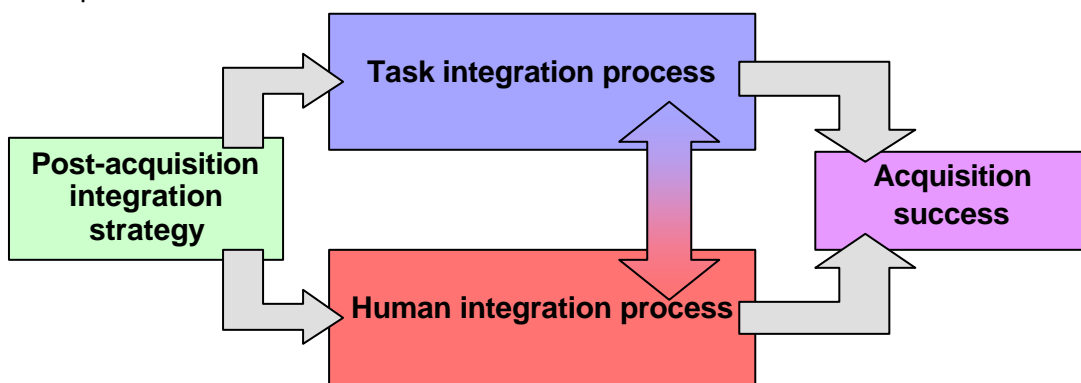 Task integration process
Post-acquisition
integration
strategy
Acquisition
success
Human integration process